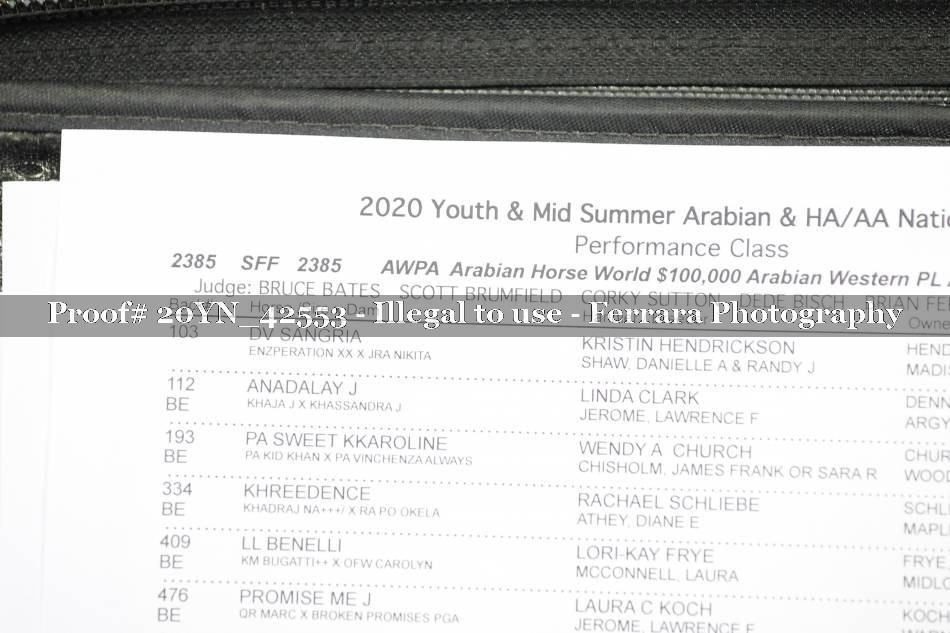 2020 Youth & Mid Summer Arabian & HA/AA
Performance Class
2385 SFF 2385 AWPA Arabian Horse World $100,000 Arabian Western PL
Judge: BRUCE BATES SCOTT BRUMFIELD CORKY SUTTON DEDE BISCH BRIAN
Proof# 20YN_42553 - Illegal to use - Ferrara Photography
103 DV SANGRIA KRISTIN HENDRICKSON HEND
ENZPERATION XX X JRA NIKITA SHAW, DANIELLE A & RANDY J MADI
112 ANADALAY J LINDA CLARK DENN
BE KHAJA J X KHASSANDRA J JEROME, LAWRENCE F ARGY
193 PA SWEET KKAROLINE WENDY A CHURCH CHUR
BE PA KID KHAN X PA VINCHENZA ALWAYS CHISHOLM, JAMES FRANK OR SARA R WOO
334 KHREEDENCE RACHAEL SCHLIEBE SCHL
BE KHADRAJ NA+++/ X RA PO OKELA ATHEY, DIANE E MAPL
409 LL BENELLI LORI-KAY FRYE FRYE,
BE KM BUGATTI++ X OFW CAROLYN MCCONNELL, LAURA MIDLO
476 PROMISE ME J LAURA C KOCH KOCH
BE QR MARC X BROKEN PROMISES PGA JEROME, LAWRENCE F